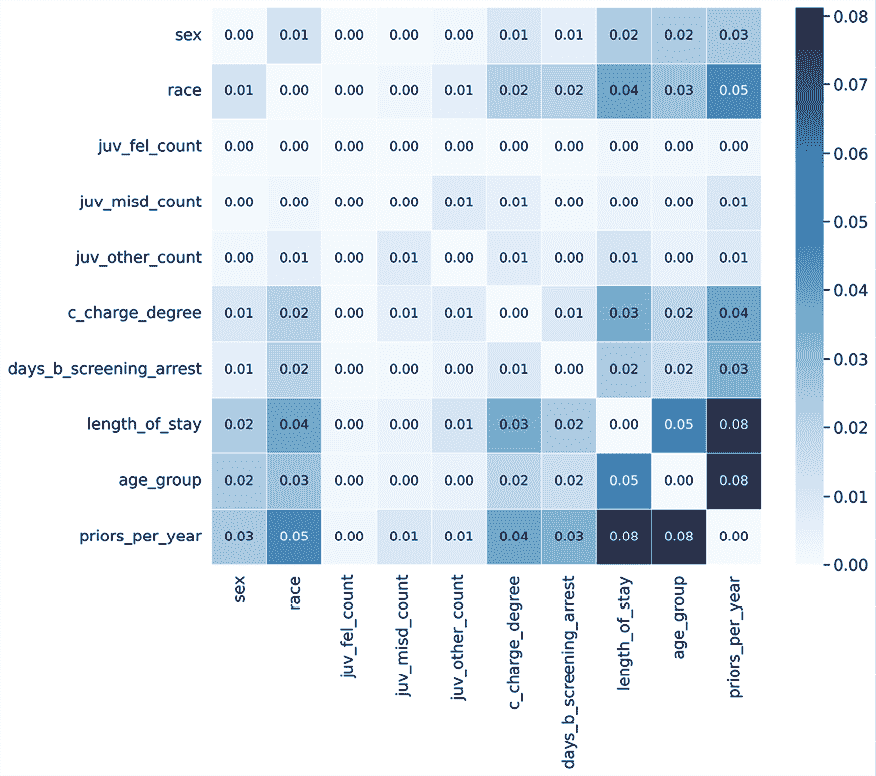 sex 0.00 0.01 0.00 0.00 0.00 0.01 0.01 0.02 0.02 0.03
race 0.01 0.00 0.00 0.00 0.01 0.02 0.02 0.04 0.03 0.05
juv_fel_count 0.00 0.00 0.00 0.00 0.00 0.00 0.00 0.00 0.00 0.00
juv_misd_count 0.00 0.00 0.00 0.00 0.01 0.01 0.00 0.00 0.00 0.01
juv_other_count 0.00 0.01 0.00 0.01 0.00 0.01 0.00 0.01 0.00 0.01
c_charge_degree 0.01 0.02 0.00 0.01 0.01 0.00 0.01 0.03 0.02 0.04
days_b_screening_arrest 0.01 0.02 0.00 0.00 0.00 0.01 0.00 0.02 0.02 0.03
length_of_stay 0.02 0.04 0.00 0.00 0.01 0.03 0.02 0.00 0.05 0.08
age_group 0.02 0.03 0.00 0.00 0.00 0.02 0.02 0.05 0.00 0.08
priors_per_year 0.03 0.05 0.00 0.01 0.01 0.04 0.03 0.08 0.08 0.00
sex
race
juv_fel_count
juv_misd_count
juv_other_count
c_charge_degree
days_b_screening_arrest
length_of_stay
age_group
priors_per_year
0.08
0.07
0.06
0.05
0.04
0.03
0.02
0.01
0.00